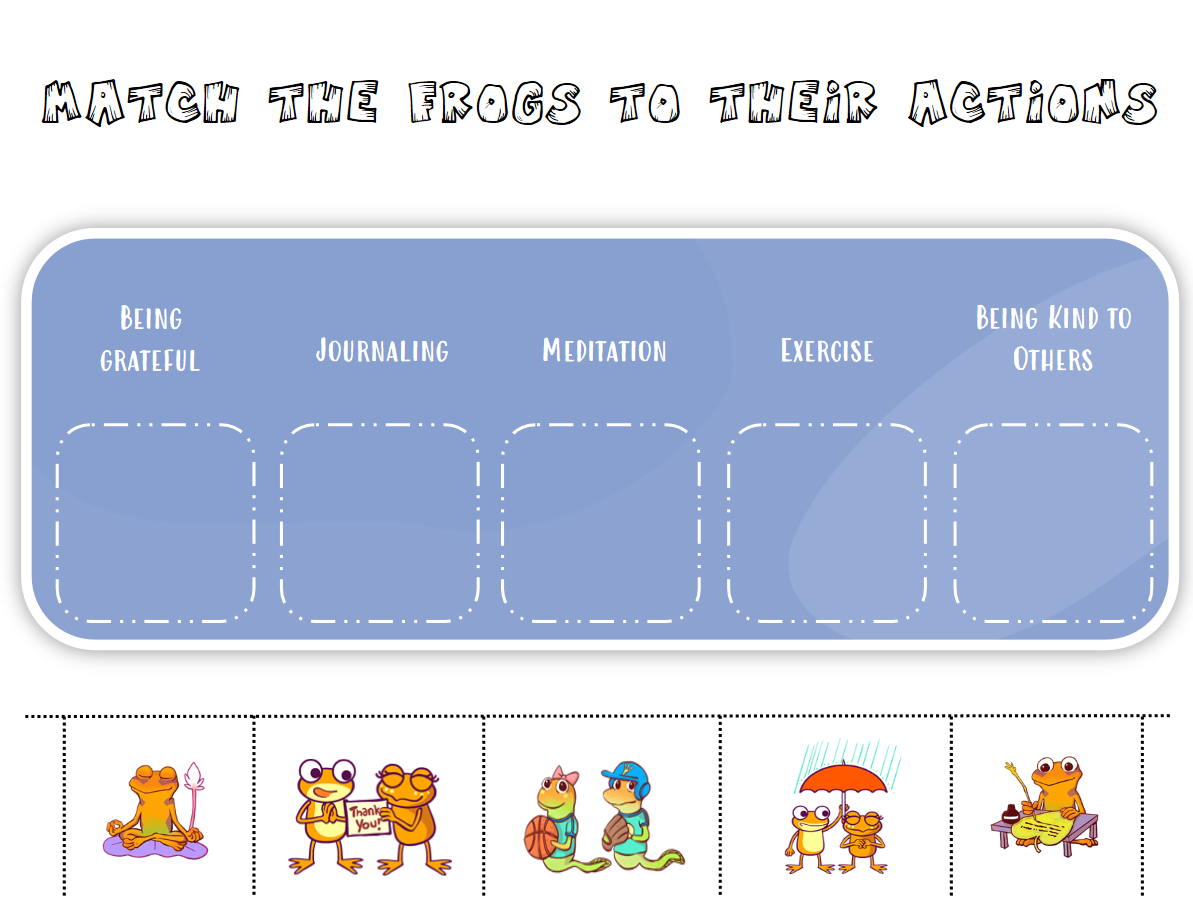 MATCH THE FROGS TO THEiR ACTiONS
BEING
GRATEFUL
JOURNALING
MEDITATION
EXERCISE
BEING KIND TO
OTHERS
Thank
You!